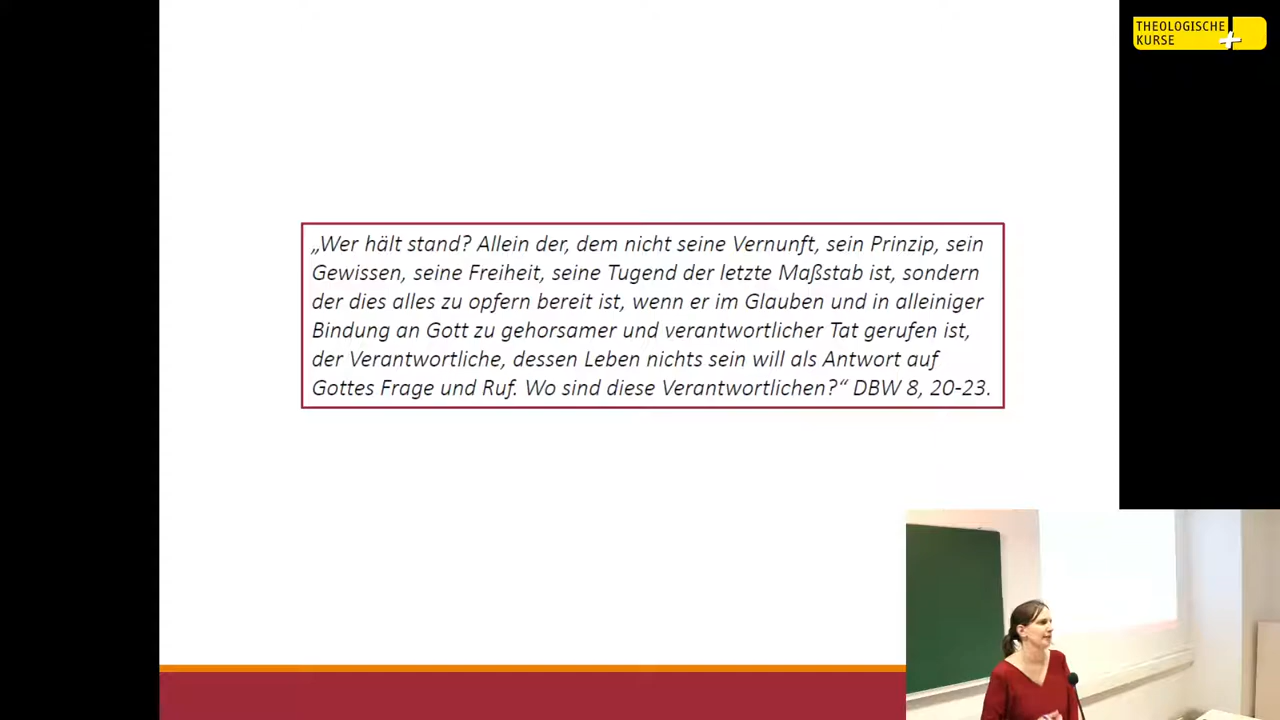 THEOLOGISCHE
KURSE
„Wer hält stand? Allein der, dem nicht seine Vernunft, sein Prinzip, sein
Gewissen, seine Freiheit, seine Tugend der letzte Maßstab ist, sondern
der dies alles zu opfern bereit ist, wenn er im Glauben und in alleiniger
Bindung an Gott zu gehorsamer und verantwortlicher Tat gerufen ist,
der Verantwortliche, dessen Leben nichts sein will als Antwort auf
Gottes Frage und Ruf. Wo sind diese Verantwortlichen?“ DBW 8, 20-23.